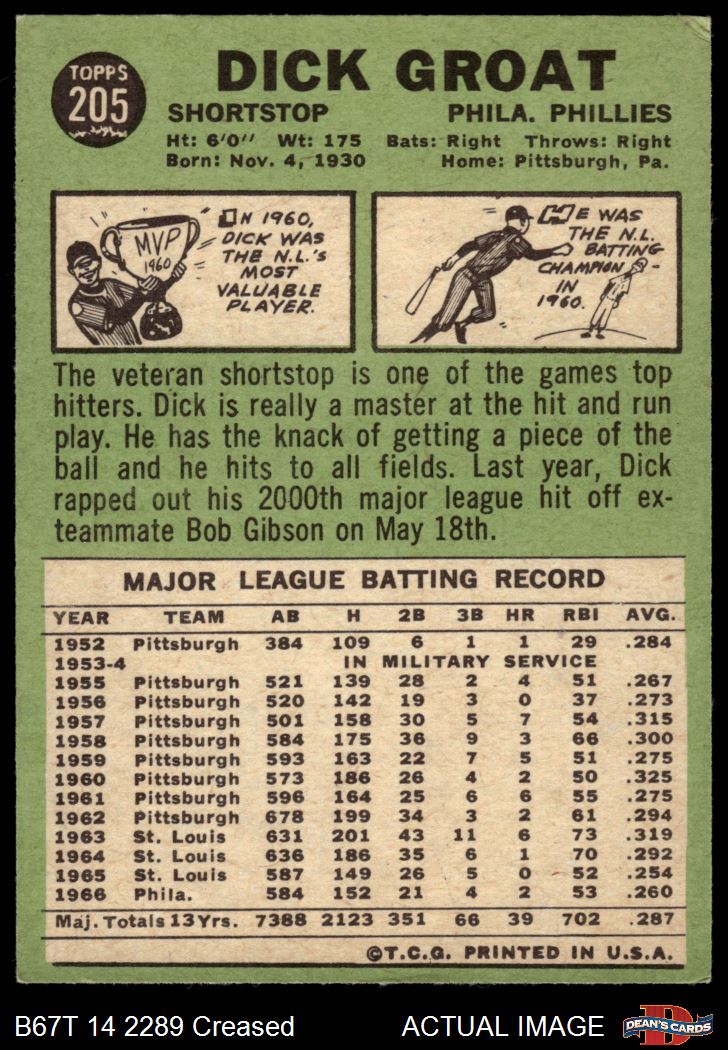 TOPPS
205
DICK GROAT
SHORTSTOP PHILA. PHILLIES
Ht: 6'0" Wt: 175 Bats: Right Throws: Right
Born: Nov. 4, 1930 Home: Pittsburgh, Pa.
MVP
1960
IN 1960,
DICK WAS
THE N.L.'S
MOST
VALUABLE
PLAYER.
HE WAS
THE N.L.
BATTING
CHAMPION
IN
1960.
The veteran shortstop is one of the games top
hitters. Dick is really a master at the hit and run
play. He has the knack of getting a piece of the
ball and he hits to all fields. Last year, Dick
rapped out his 2000th major league hit off ex-
teammate Bob Gibson on May 18th.
MAJOR LEAGUE BATTING RECORD
YEAR TEAM AB H 2B 3B HR RBI AVG.
1952 Pittsburgh 384 109 6 1 1 29 .284
1953-4 IN MILITARY SERVICE
1955 Pittsburgh 521 139 28 2 4 51 .267
1956 Pittsburgh 520 142 19 3 0 37 .273
1957 Pittsburgh 501 158 30 5 7 54 .315
1958 Pittsburgh 584 175 36 9 3 66 .300
1959 Pittsburgh 593 163 22 7 5 51 .275
1960 Pittsburgh 573 186 26 4 2 50 .325
1961 Pittsburgh 596 164 25 6 6 55 .275
1962 Pittsburgh 678 199 34 3 2 61 .294
1963 St. Louis 631 201 43 11 6 73 .319
1964 St. Louis 636 186 35 6 1 70 .292
1965 St. Louis 587 149 26 5 0 52 .254
1966 Phila. 584 152 21 4 2 53 .260
Maj. Totals 13 Yrs. 7388 2123 351 66 39 702 .287
©T.C.G. PRINTED IN U.S.A.
B67T 14 2289 Creased ACTUAL IMAGE
D
DEAN'S CARDS